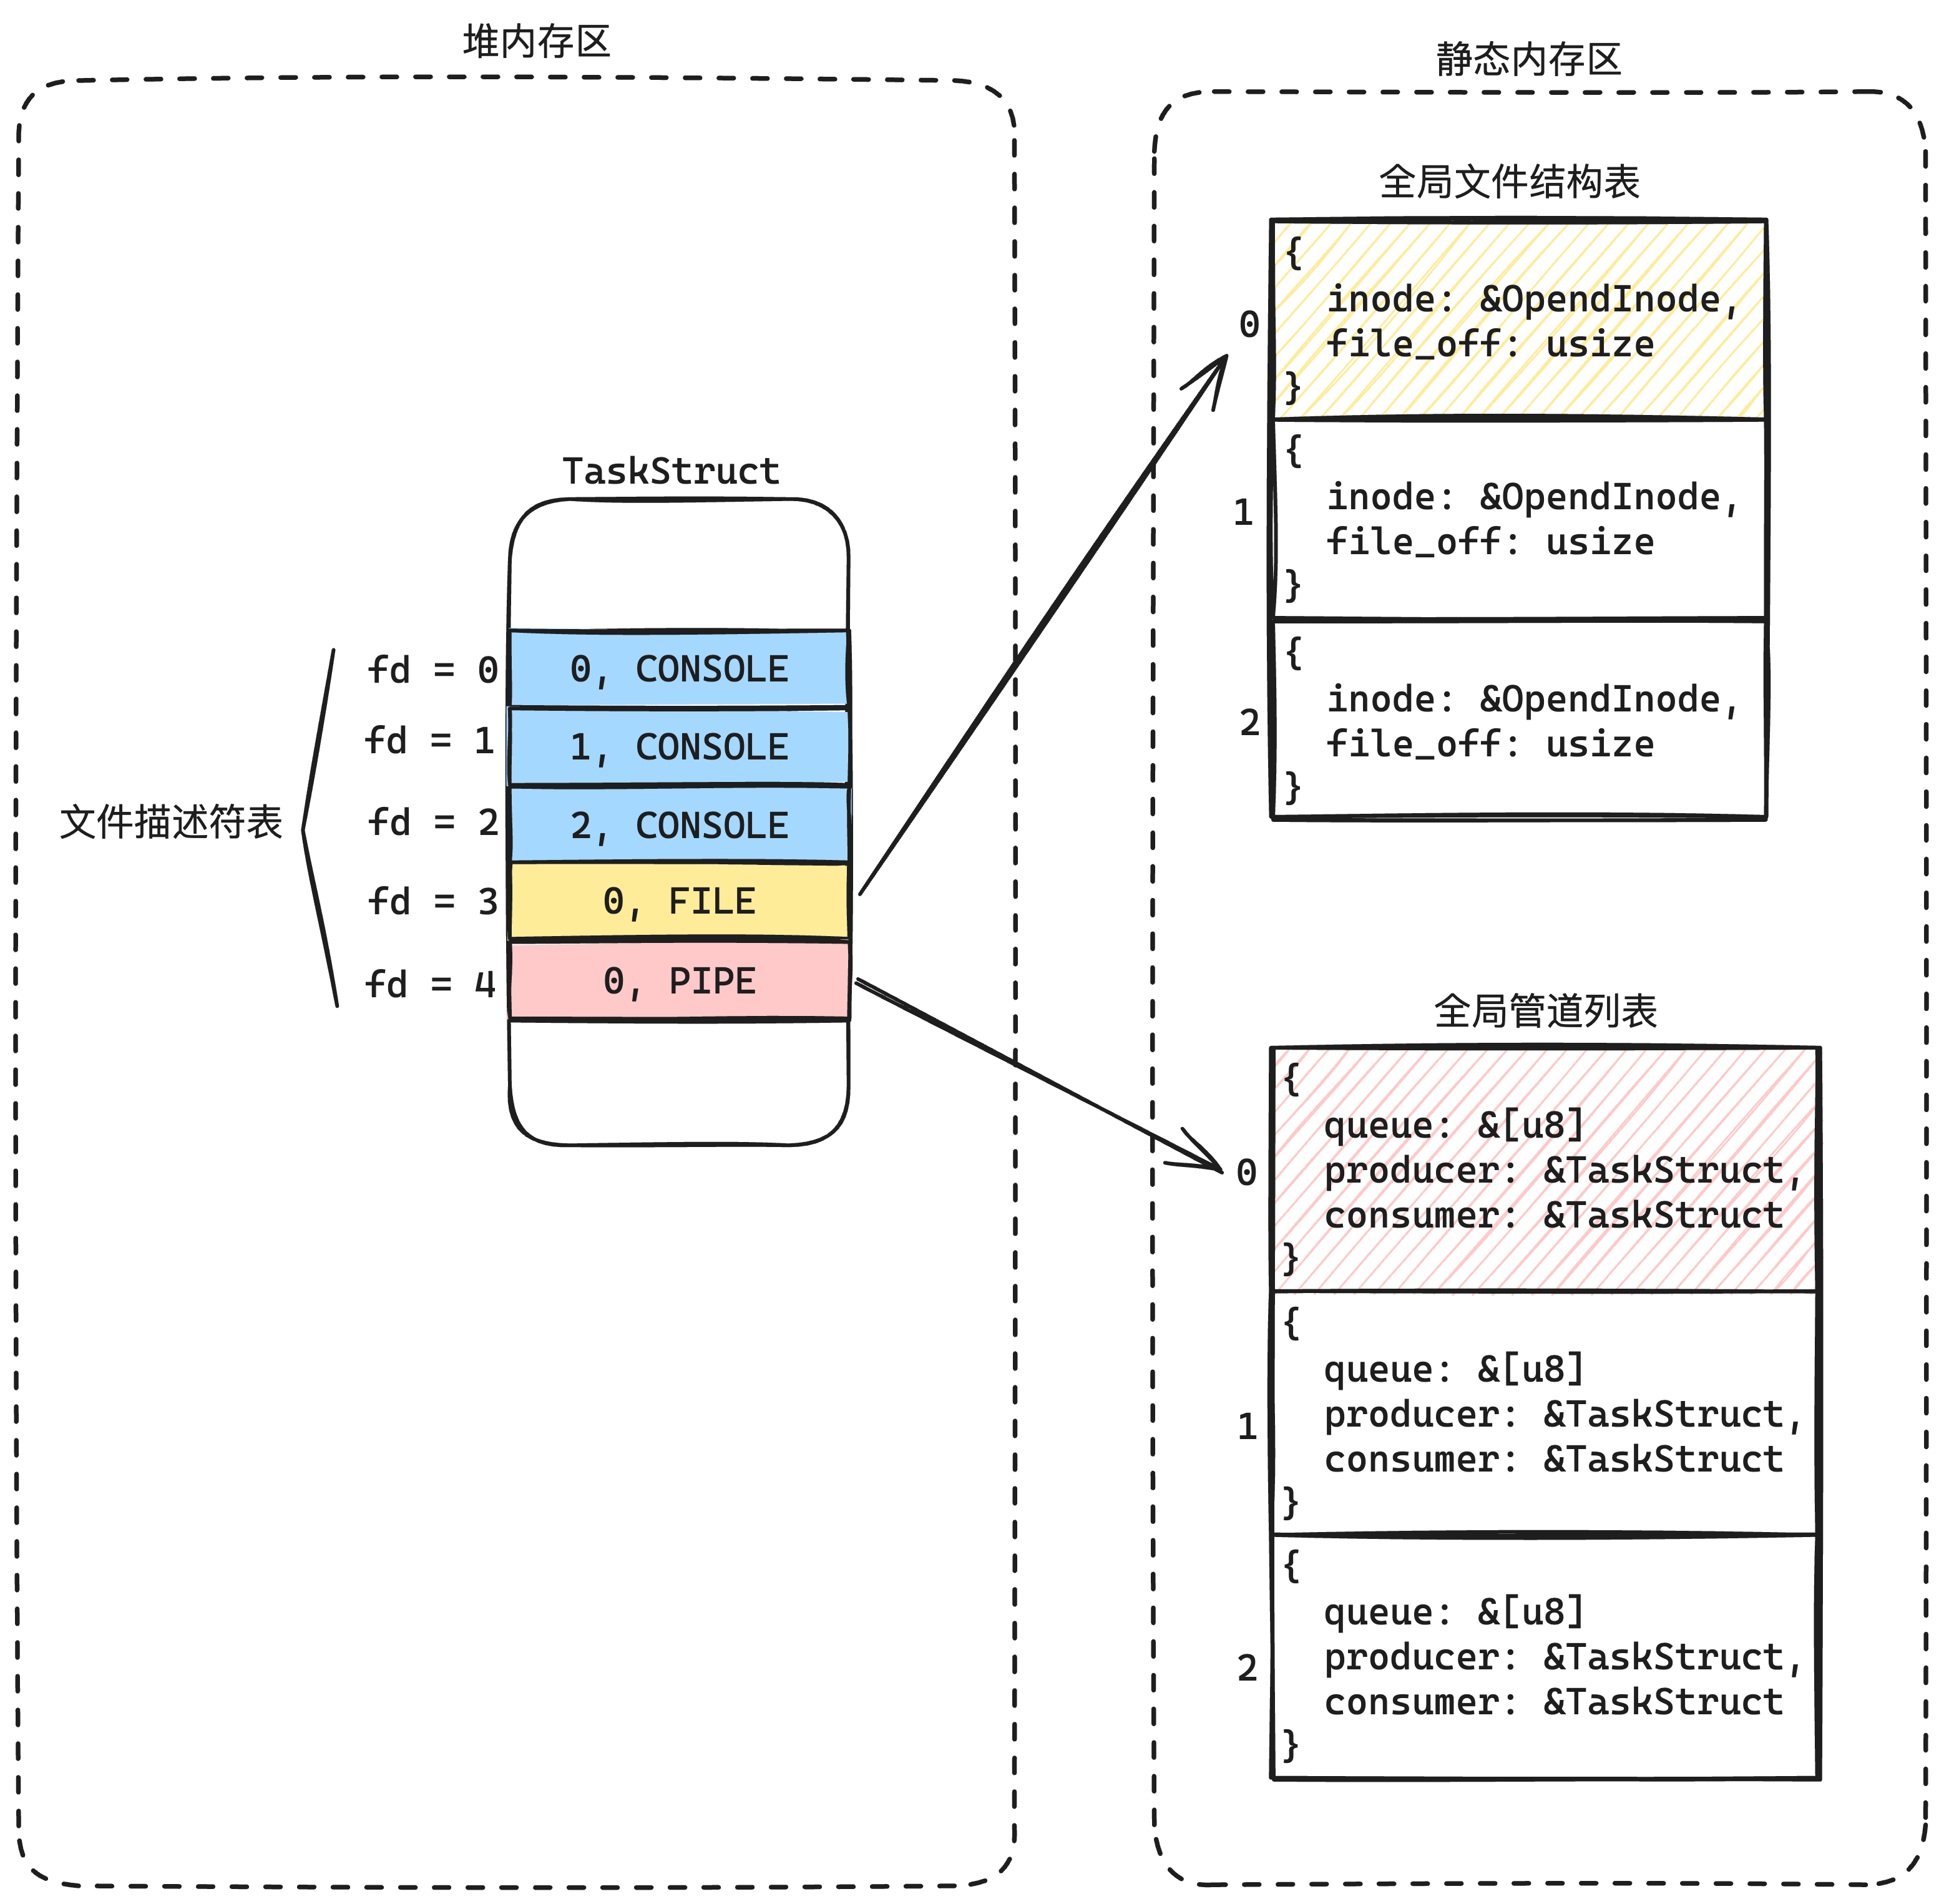 堆内存区
静态内存区
全局文件结构表
0
{
inode: &OpendInode,
file_off: usize
}
1
{
inode: &OpendInode,
file_off: usize
}
2
{
inode: &OpendInode,
file_off: usize
}
TaskStruct
文件描述符表
fd = 0 0, CONSOLE
fd = 1 1, CONSOLE
fd = 2 2, CONSOLE
fd = 3 0, FILE
fd = 4 0, PIPE
全局管道列表
0
{
queue: &[u8]
producer: &TaskStruct,
consumer: &TaskStruct
}
1
{
queue: &[u8]
producer: &TaskStruct,
consumer: &TaskStruct
}
2
{
queue: &[u8]
producer: &TaskStruct,
consumer: &TaskStruct
}